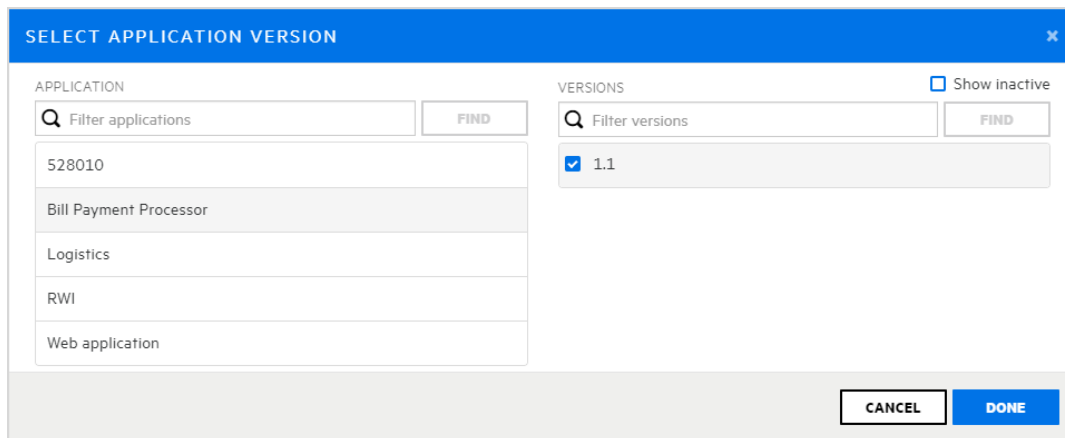 SELECT APPLICATION VERSION
APPLICATION
Filter applications
FIND
528010
Bill Payment Processor
Logistics
RWI
Web application
VERSIONS
Show inactive
Filter versions
FIND
1.1
CANCEL
DONE